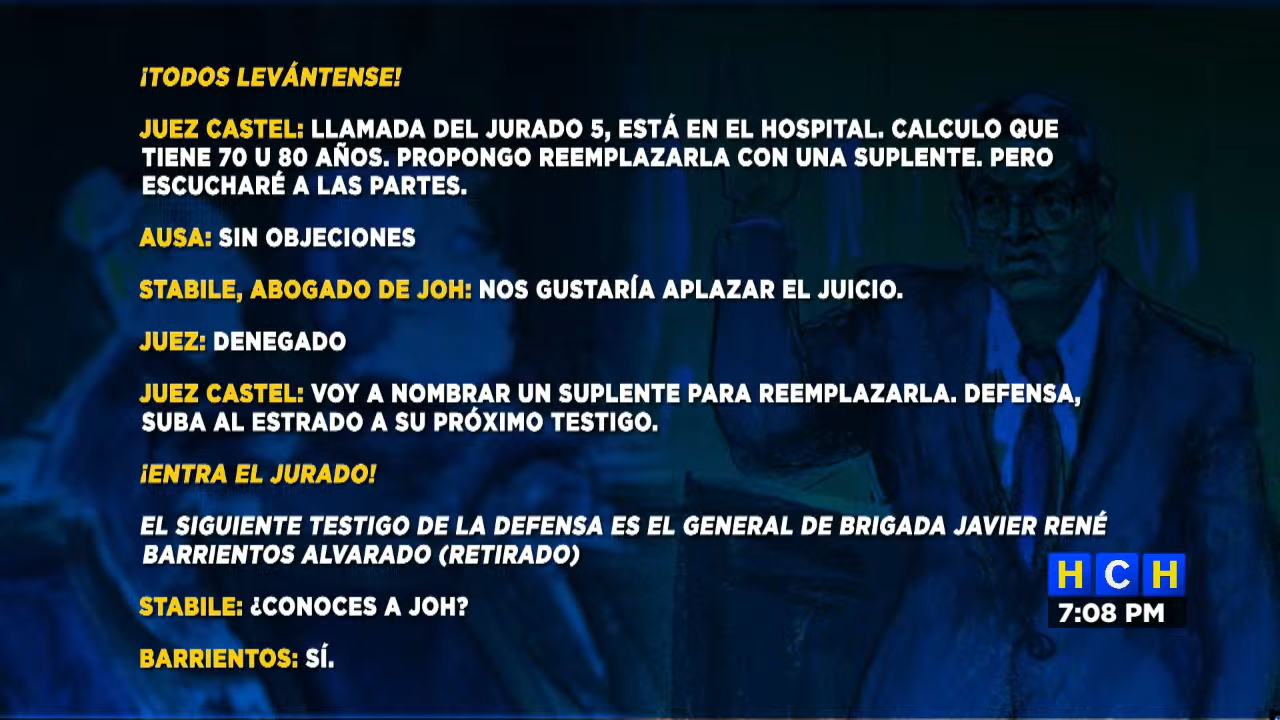 ¡TODOS LEVÁNTENSE!
JUEZ CASTEL: LLAMADA DEL JURADO 5, ESTÁ EN EL HOSPITAL. CALCULO QUE
TIENE 70 U 80 AÑOS. PROPONGO REEMPLAZARLA CON UNA SUPLENTE. PERO
ESCUCHARÉ A LAS PARTES.
AUSA: SIN OBJECIONES
STABILE, ABOGADO DE JOH: NOS GUSTARÍA APLAZAR EL JUICIO.
JUEZ: DENEGADO
JUEZ CASTEL: VOY A NOMBRAR UN SUPLENTE PARA REEMPLAZARLA. DEFENSA,
SUBA AL ESTRADO A SU PRÓXIMO TESTIGO.
¡ENTRA EL JURADO!
EL SIGUIENTE TESTIGO DE LA DEFENSA ES EL GENERAL DE BRIGADA JAVIER RENÉ
BARRIENTOS ALVARADO (RETIRADO)
STABILE: ¿CONOCES A JOH?
BARRIENTOS: SÍ.
HCH
7:08 PM